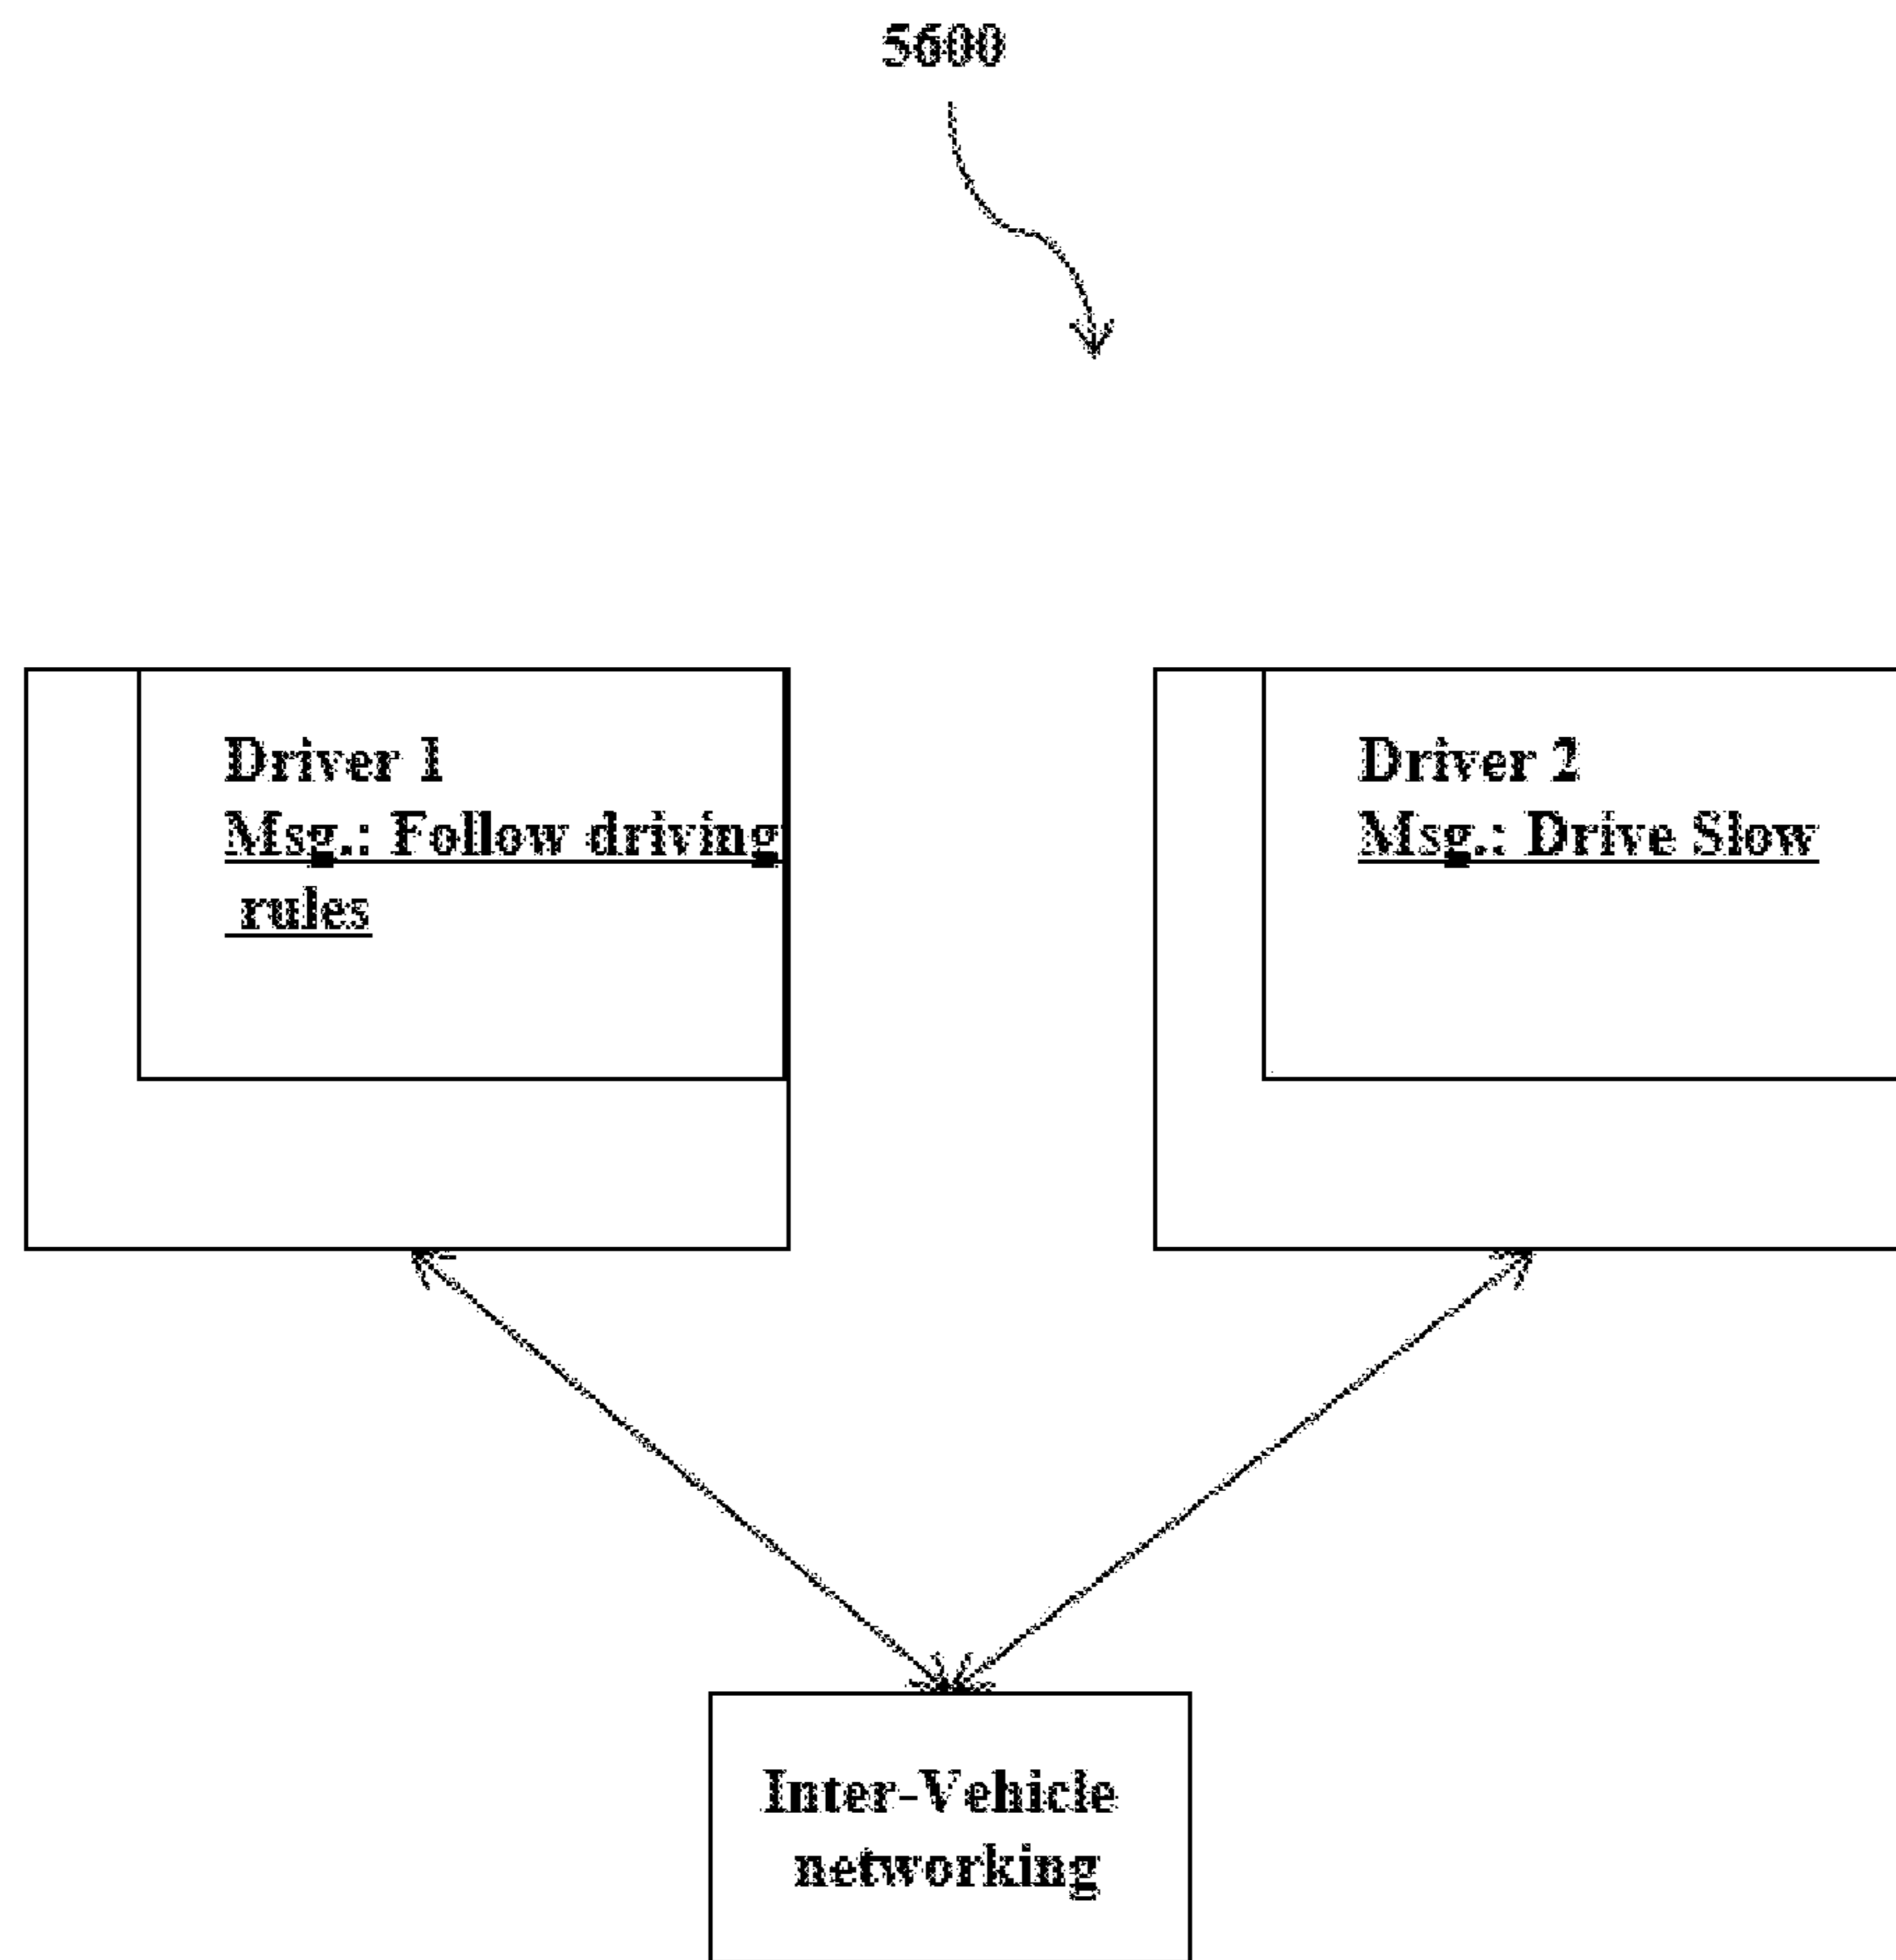 5600
Driver 1
Msg.: Follow driving
rules
Driver 2
Msg.: Drive Slow
Inter-Vehicle
networking